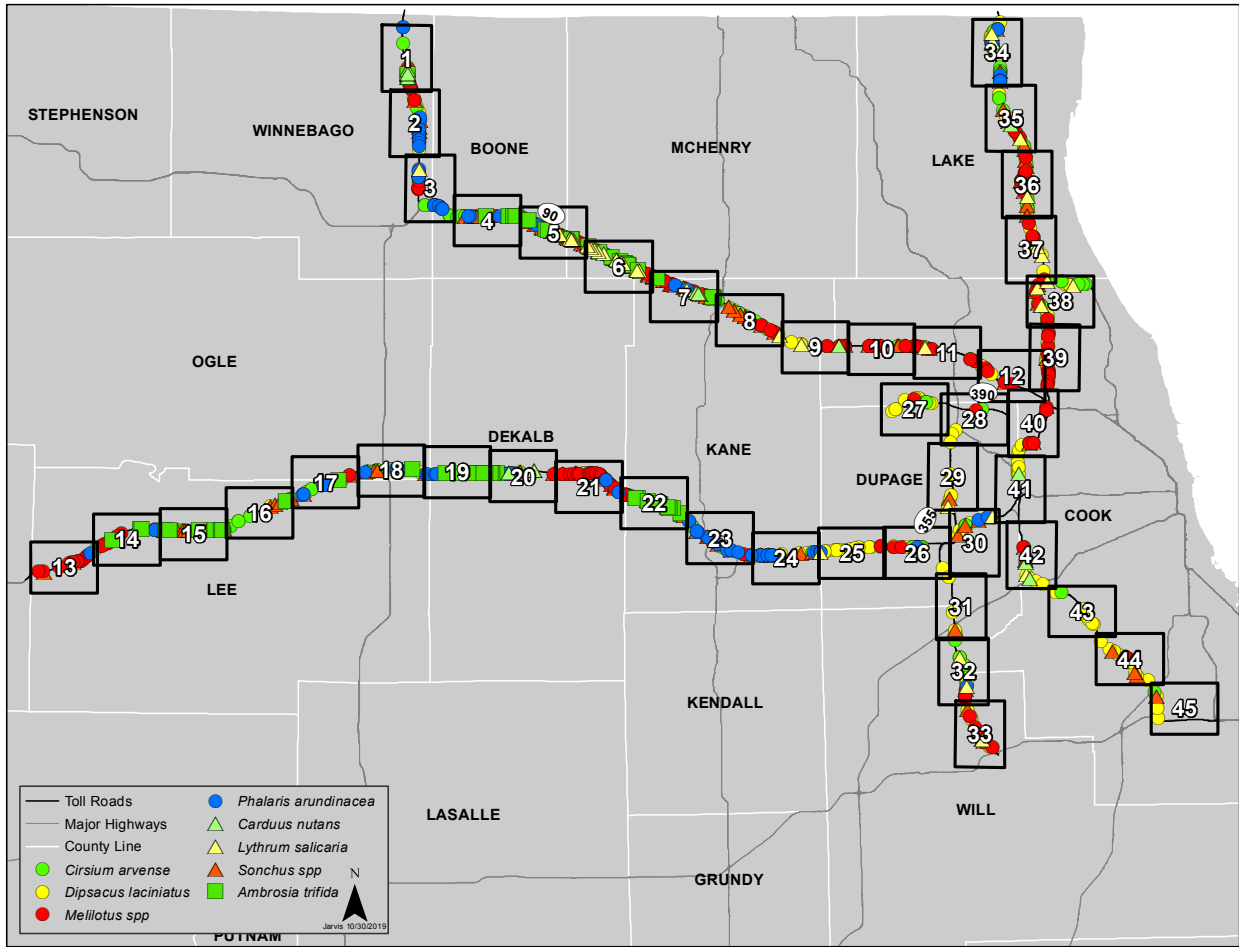 34
1
STEPHENSON
WINNEBAGO
2
BOONE
MCHENRY
35
LAKE
36
3
90
4
5
37
6
7
38
8
9
10
11
39
OGLE
12
390
27
28
40
DEKALB
KANE
18
19
20
21
29
41
17
DUPAGE
22
COOK
16
355
14
15
23
30
24
25
26
42
13
LEE
31
43
32
44
KENDALL
45
33
Toll Roads
Major Highways
County Line
Cirsium arvense
Dipsacus laciniatus
Melilotus spp
Phalaris arundinacea
Carduus nutans
Lythrum salicaria
Sonchus spp
Ambrosia trifida
N
Jarvis 10/30/2019
LASALLE
WILL
GRUNDY
PUTNAM